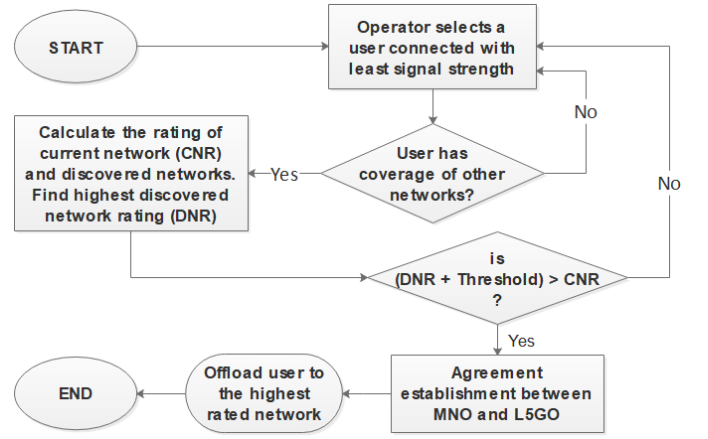 START
Operator selects a
user connected with
least signal strength
No
Calculate the rating of
current network (CNR)
and discovered networks.
Find highest discovered
network rating (DNR)
Yes
User has
coverage of other
networks?
No
is
(DNR + Threshold) > CNR
?
Yes
END
Offload user to
the highest
rated network
Agreement
establishment between
MNO and L5GO